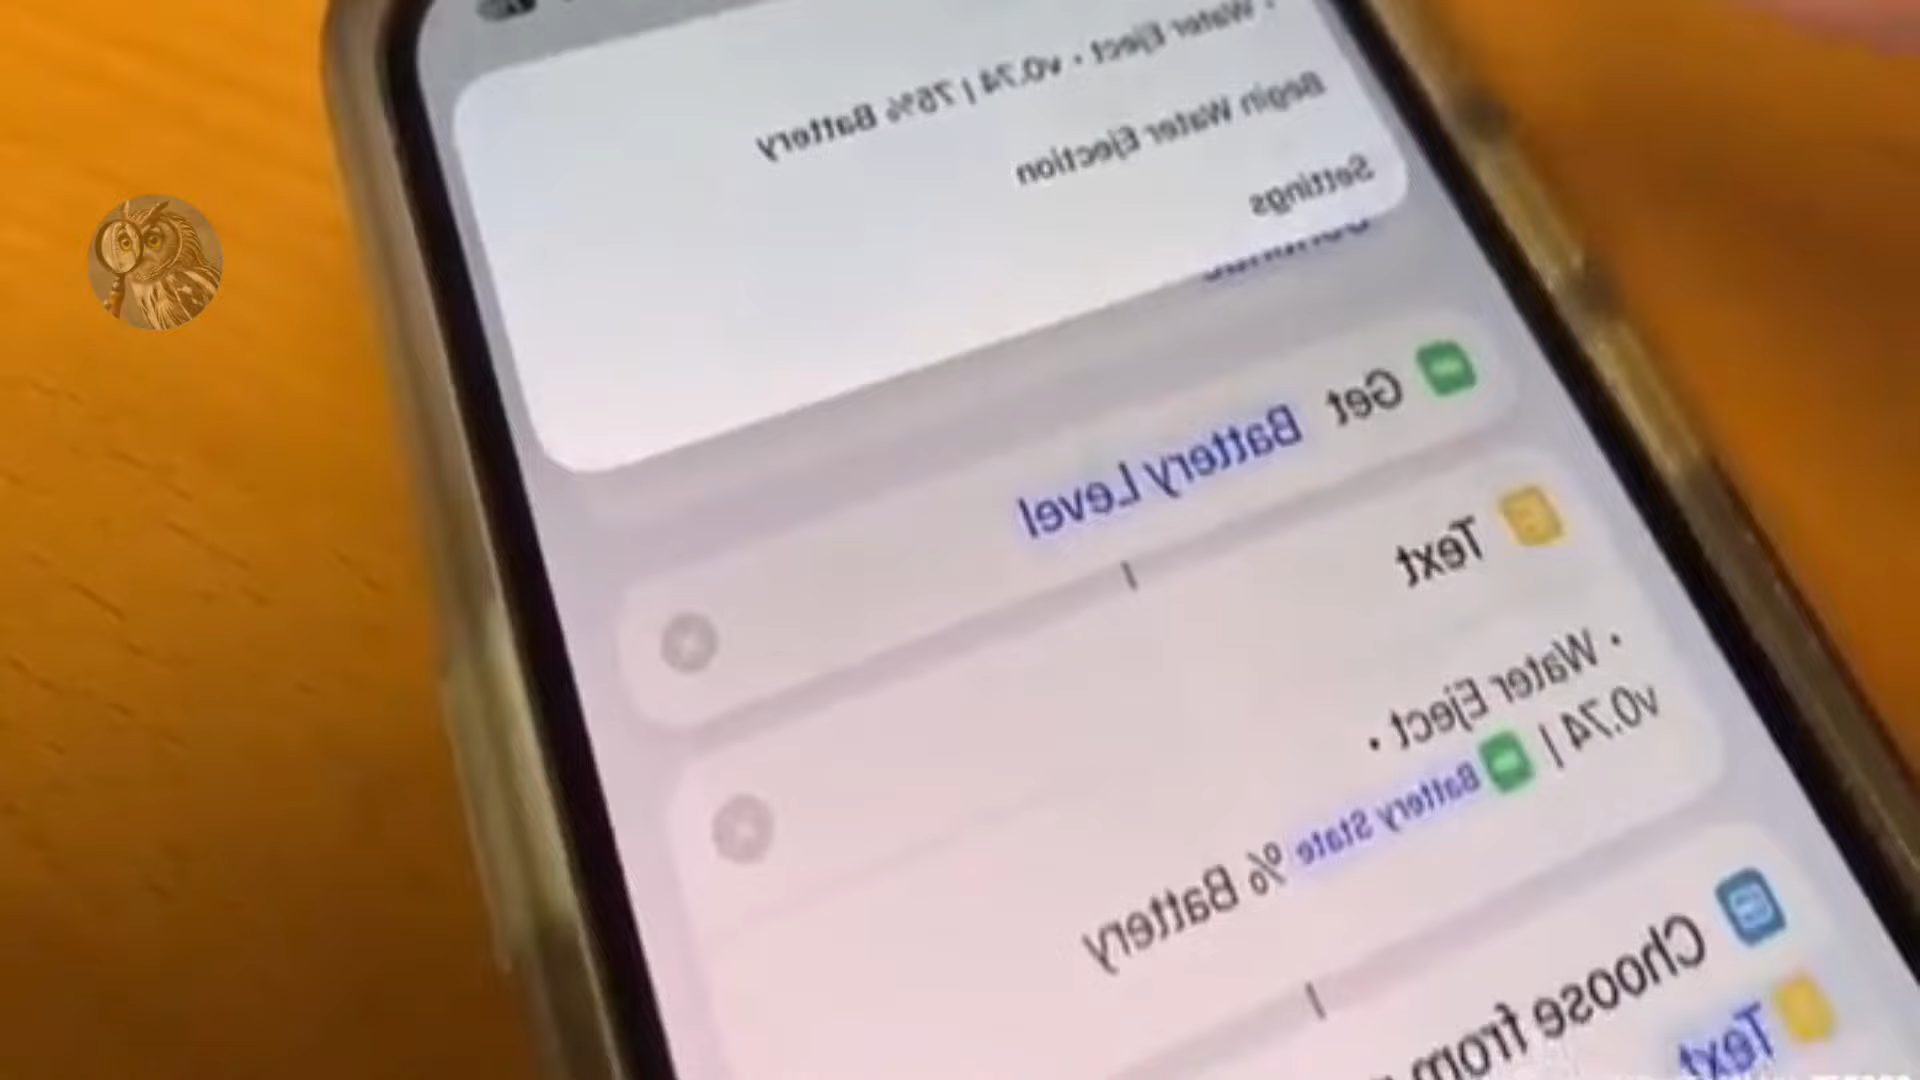 • Water Eject • v0.74 | 75% Battery
Begin Water Ejection
Settings
Get Battery Level
Text
• Water Eject •
v0.74 | Battery State % Battery
Choose from
Text